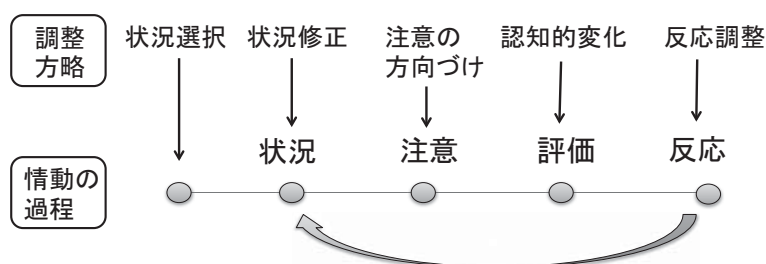 調整
方略
状況選択
状況修正
注意の
方向づけ
認知的変化
反応調整
状況
注意
評価
反応
情動の
過程